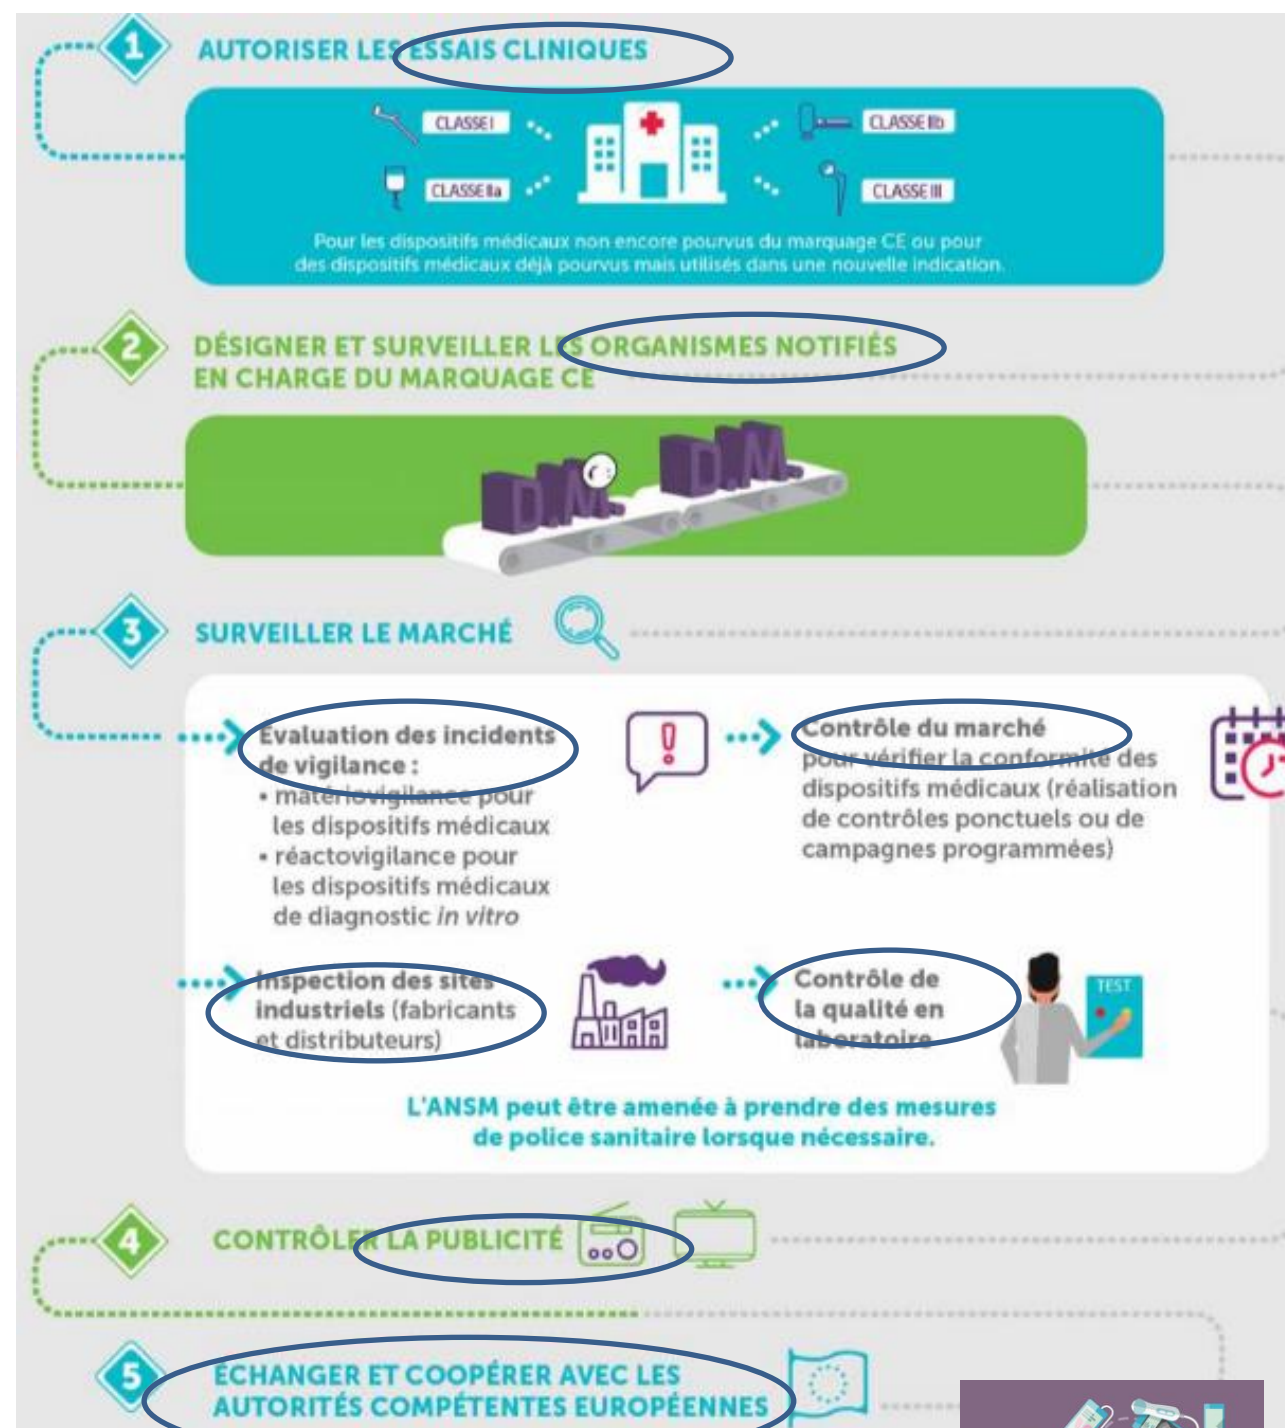 1
AUTORISER LES ESSAIS CLINIQUES
CLASSE I
CLASSE IIb
CLASSE IIa
CLASSE III
Pour les dispositifs médicaux non encore pourvus du marquage CE ou pour
des dispositifs médicaux déjà pourvus mais utilisés dans une nouvelle indication.
2
DÉSIGNER ET SURVEILLER LES ORGANISMES NOTIFIÉS
EN CHARGE DU MARQUAGE CE
D.M.
D.M.
3
SURVEILLER LE MARCHÉ
Évaluation des incidents
de vigilance :
• matériovigilance pour
les dispositifs médicaux
• réactovigilance pour
les dispositifs médicaux
de diagnostic in vitro
Contrôle du marché
pour vérifier la conformité des
dispositifs médicaux (réalisation
de contrôles ponctuels ou de
campagnes programmées)
Inspection des sites
industriels (fabricants
et distributeurs)
Contrôle de
la qualité en
laboratoire
TEST
L'ANSM peut être amenée à prendre des mesures
de police sanitaire lorsque nécessaire.
4
CONTRÔLER LA PUBLICITÉ
5
ÉCHANGER ET COOPÉRER AVEC LES
AUTORITÉS COMPÉTENTES EUROPÉENNES